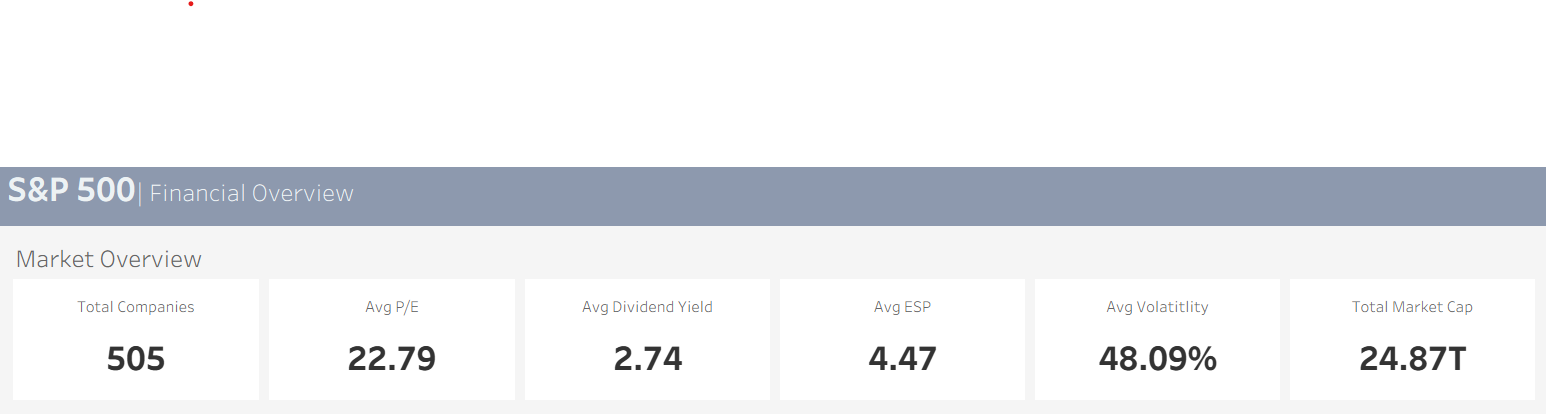 S&P 500| Financial Overview
Market Overview
Total Companies
505
Avg P/E
22.79
Avg Dividend Yield
2.74
Avg ESP
4.47
Avg Volatitlity
48.09%
Total Market Cap
24.87T